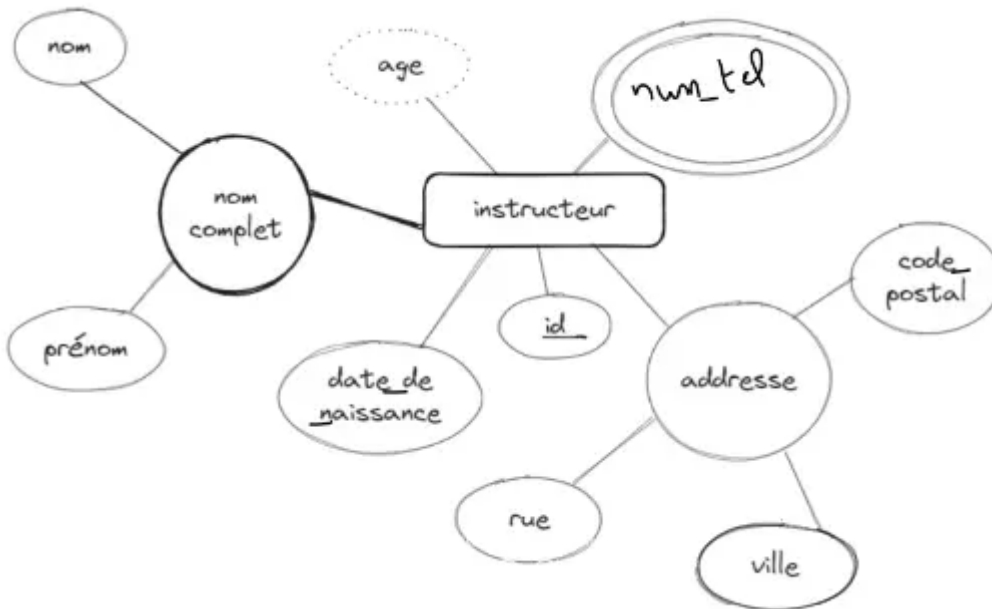 nom
age
num_tel
nom
complet
instructeur
code_
postal
prénom
date_de
_naissance
id_
addresse
rue
ville